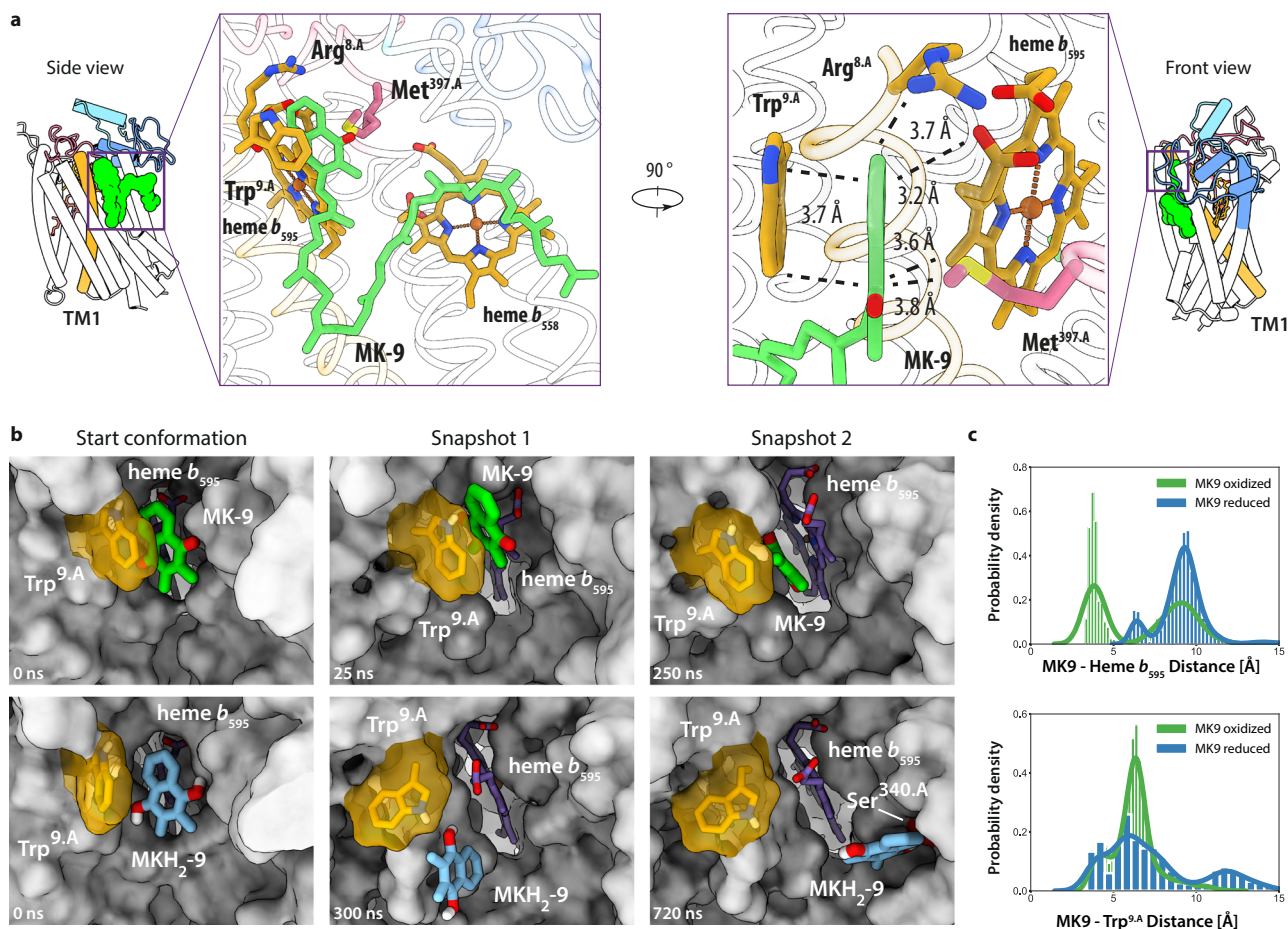 a
Side view
TM1
Arg8.A
Met397.A
Trp9.A
heme b595
MK-9
heme b558
90 °
Arg8.A
heme b595
Trp9.A
3.7 Å
3.2 Å
3.7 Å
3.6 Å
3.8 Å
MK-9
Met397.A
Front view
TM1
b
Start conformation
Snapshot 1
Snapshot 2
heme b595
MK-9
Trp9.A
0 ns
MK-9
heme b595
Trp9.A
25 ns
heme b595
Trp9.A
MK-9
250 ns
heme b595
Trp9.A
MKH2-9
0 ns
Trp9.A
heme b595
MKH2-9
300 ns
Trp9.A
heme b595
Ser340.A
MKH2-9
720 ns
c
0.8
0.6
0.4
0.2
0.0
0
5
10
15
Probability density
MK9 oxidized
MK9 reduced
MK9 - Heme b595 Distance [Å]
0.6
0.4
0.2
0.0
0
5
10
15
Probability density
MK9 oxidized
MK9 reduced
MK9 - Trp9.A Distance [Å]